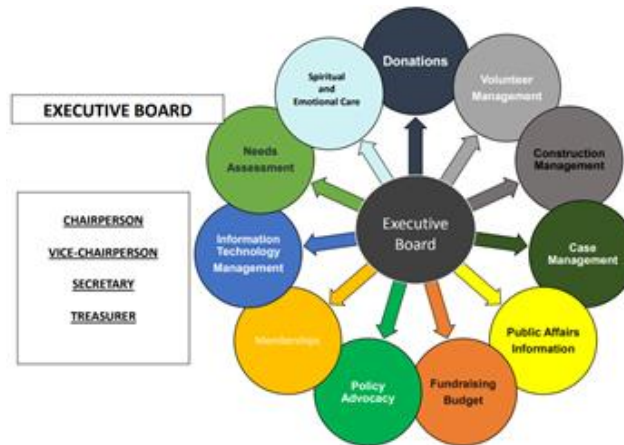 EXECUTIVE BOARD
CHAIRPERSON
VICE-CHAIRPERSON
SECRETARY
TREASURER
Donations
Volunteer
Management
Construction
Management
Case
Management
Public Affairs
Information
Fundraising
Budget
Policy
Advocacy
Memberships
Information
Technology
Management
Needs
Assessment
Spiritual
and
Emotional Care
Executive
Board